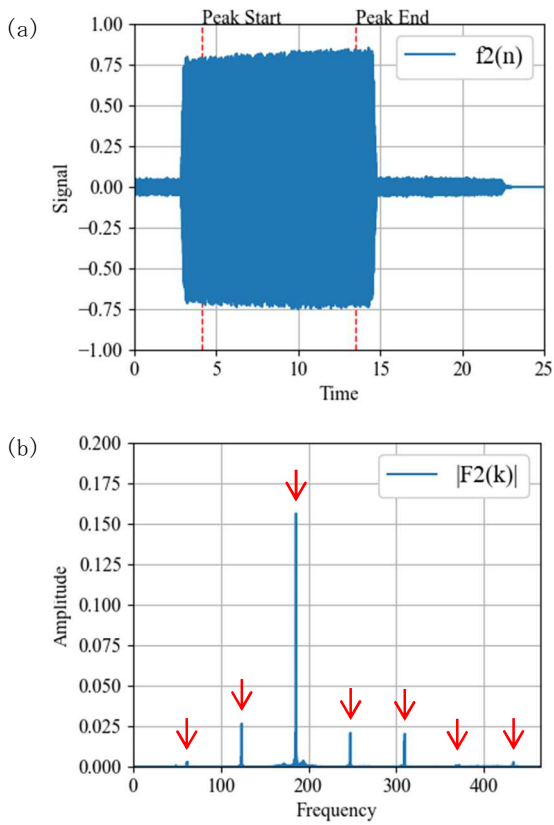 (a)
Peak Start Peak End
f2(n)
1.00
0.75
0.50
0.25
0.00
−0.25
−0.50
−0.75
−1.00
Signal
0 5 10 15 20 25
Time
(b)
|F2(k)|
0.200
0.175
0.150
0.125
0.100
0.075
0.050
0.025
0.000
Amplitude
0 100 200 300 400
Frequency